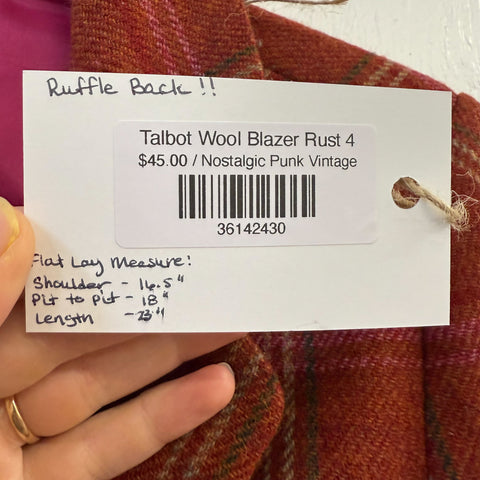 Ruffle Back!!
Talbot Wool Blazer Rust 4
$45.00 / Nostalgic Punk Vintage
36142430
Flat Lay Measure:
Shoulder - 16.5"
Pit to Pit - 18"
Length - 23"